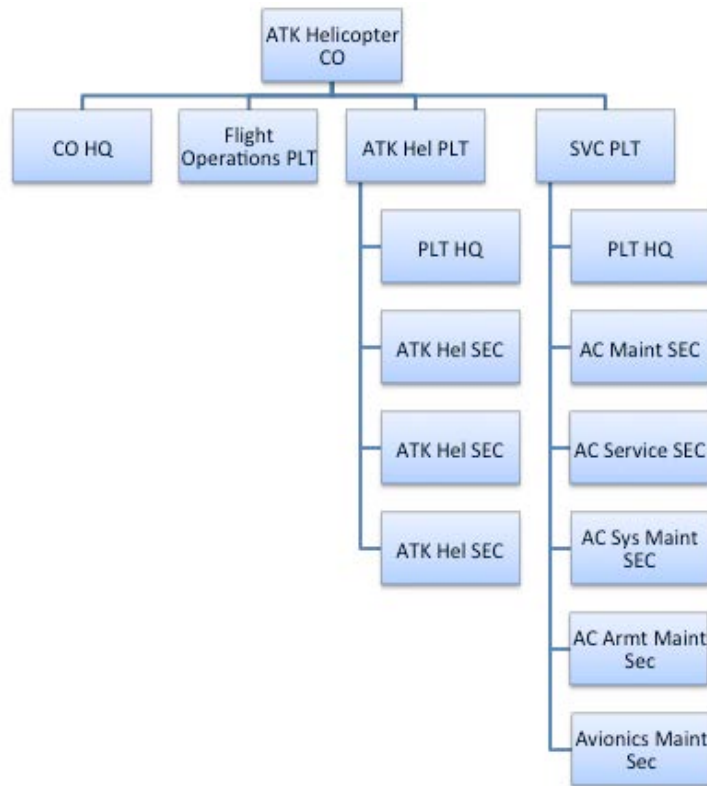 ATK Helicopter
CO
CO HQ
Flight
Operations PLT
ATK Hel PLT
SVC PLT
PLT HQ
ATK Hel SEC
ATK Hel SEC
ATK Hel SEC
PLT HQ
AC Maint SEC
AC Service SEC
AC Sys Maint
SEC
AC Armt Maint
Sec
Avionics Maint
Sec